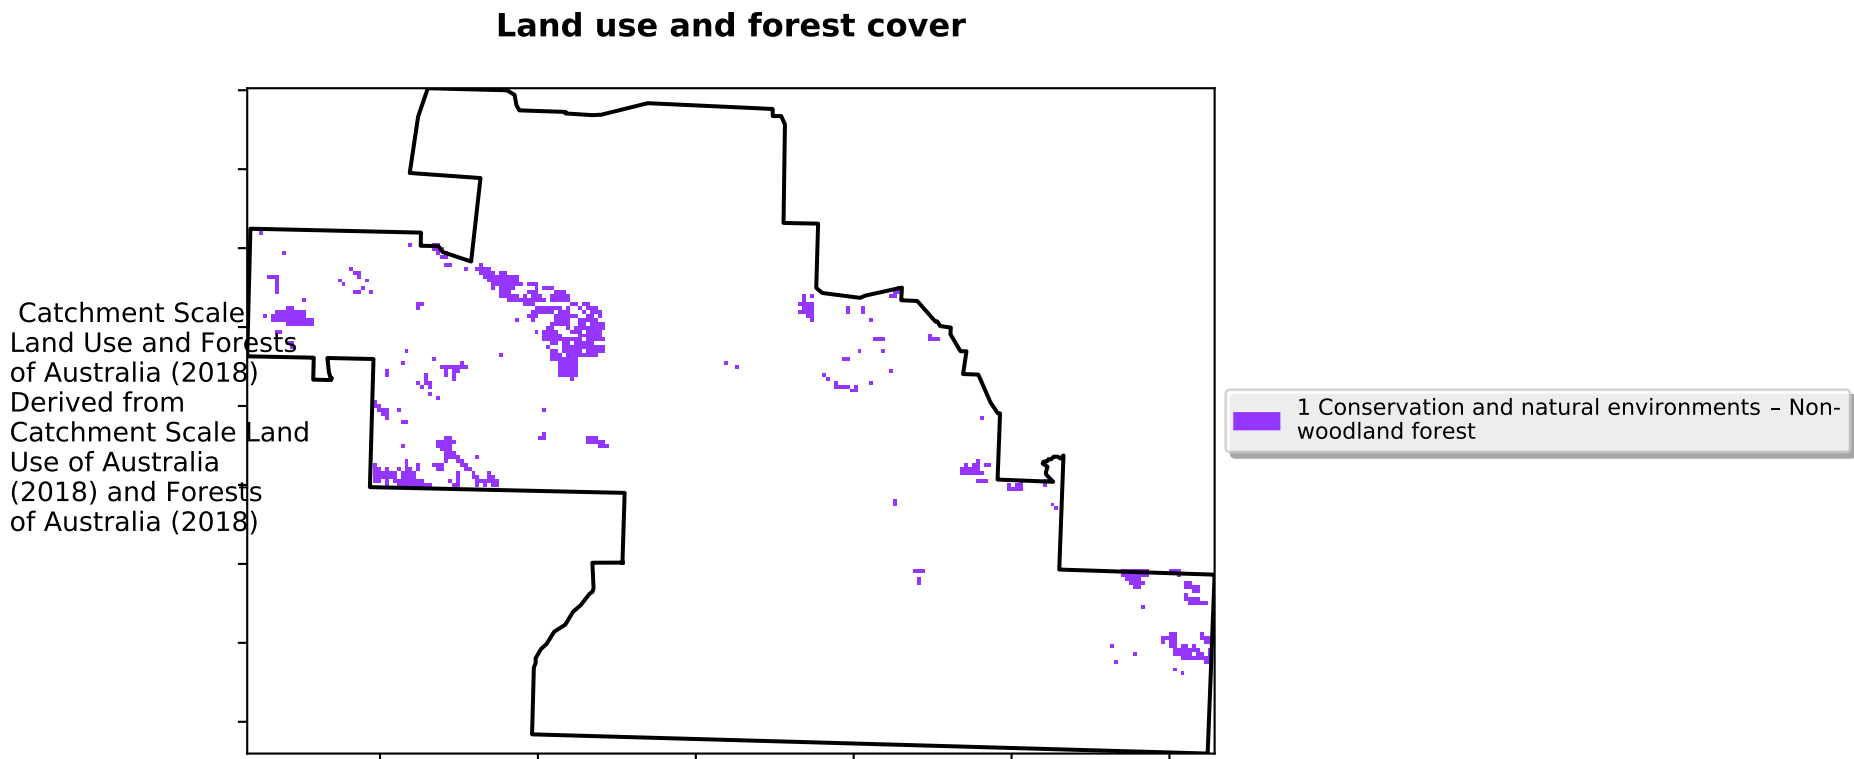 Land use and forest cover
Catchment Scale
Land Use and Forests
of Australia (2018)
Derived from
Catchment Scale Land
Use of Australia
(2018) and Forests
of Australia (2018)
1 Conservation and natural environments – Non-
woodland forest